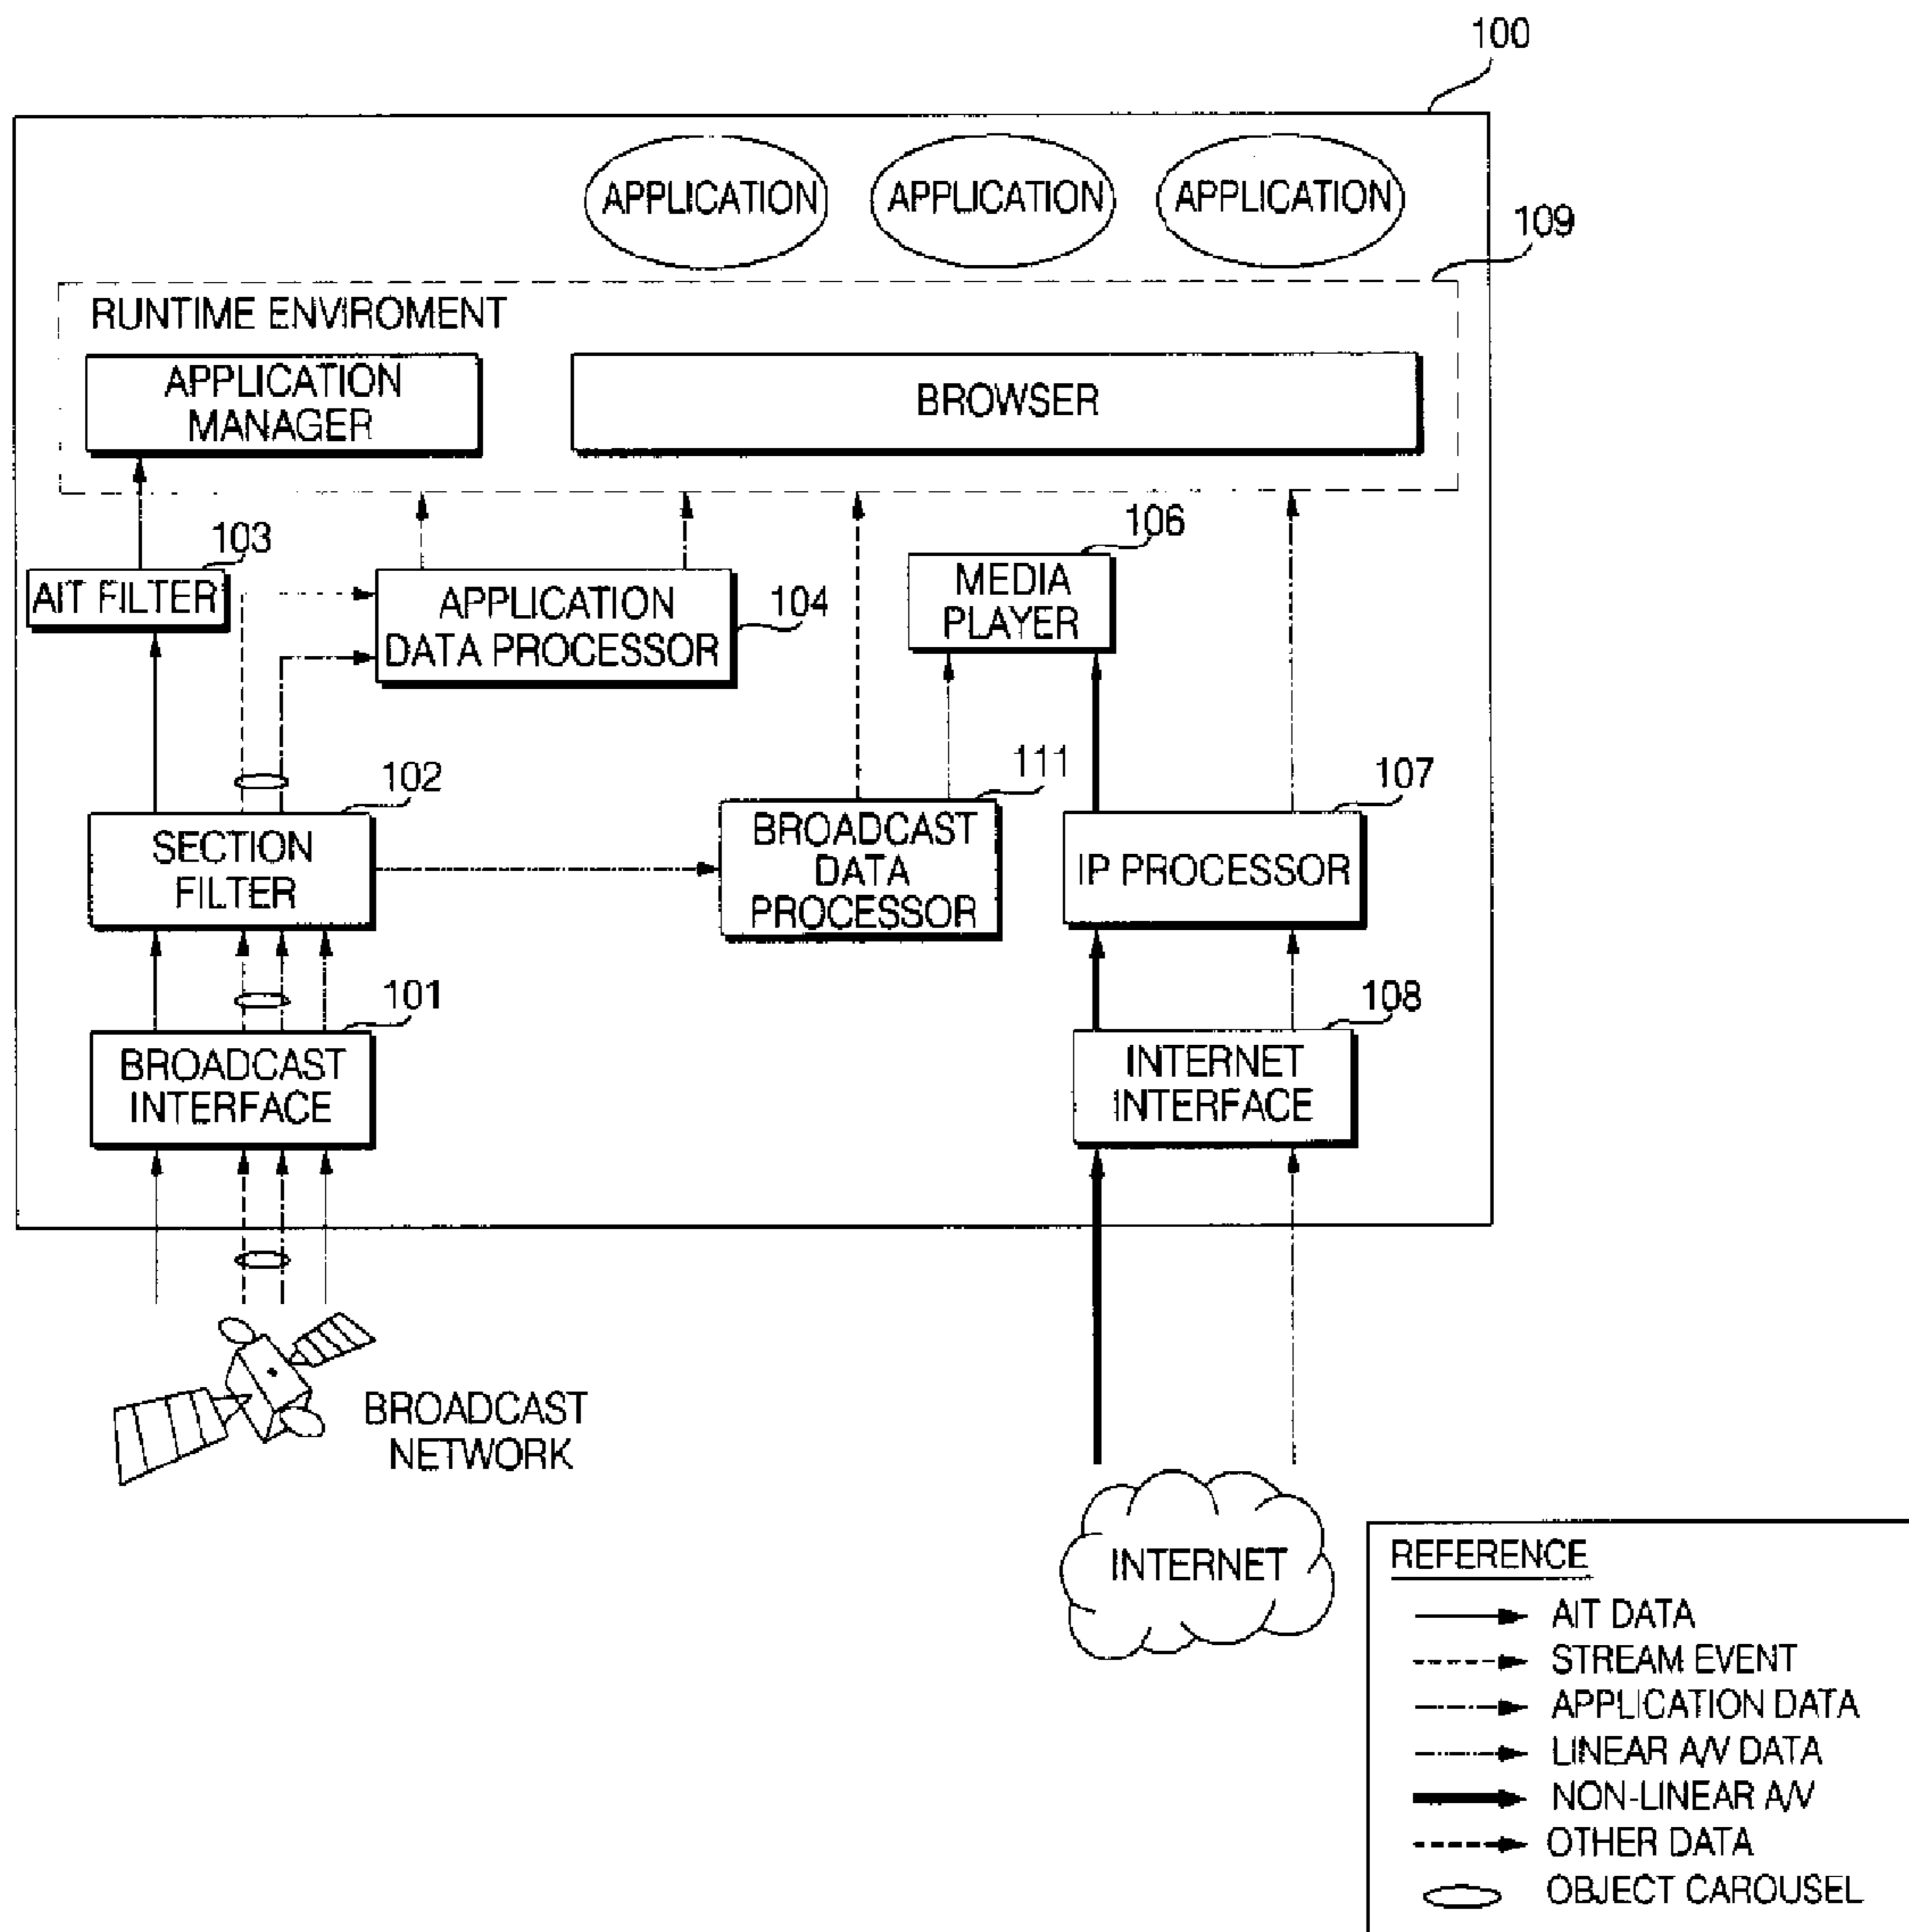 100
APPLICATION
APPLICATION
APPLICATION
109
RUNTIME ENVIROMENT
APPLICATION
MANAGER
BROWSER
103
106
AIT FILTER
APPLICATION
DATA PROCESSOR
104
MEDIA
PLAYER
102
111
107
SECTION
FILTER
BROADCAST
DATA
PROCESSOR
IP PROCESSOR
101
108
BROADCAST
INTERFACE
INTERNET
INTERFACE
BROADCAST
NETWORK
INTERNET
REFERENCE
AIT DATA
STREAM EVENT
APPLICATION DATA
LINEAR A/V DATA
NON-LINEAR A/V
OTHER DATA
OBJECT CAROUSEL